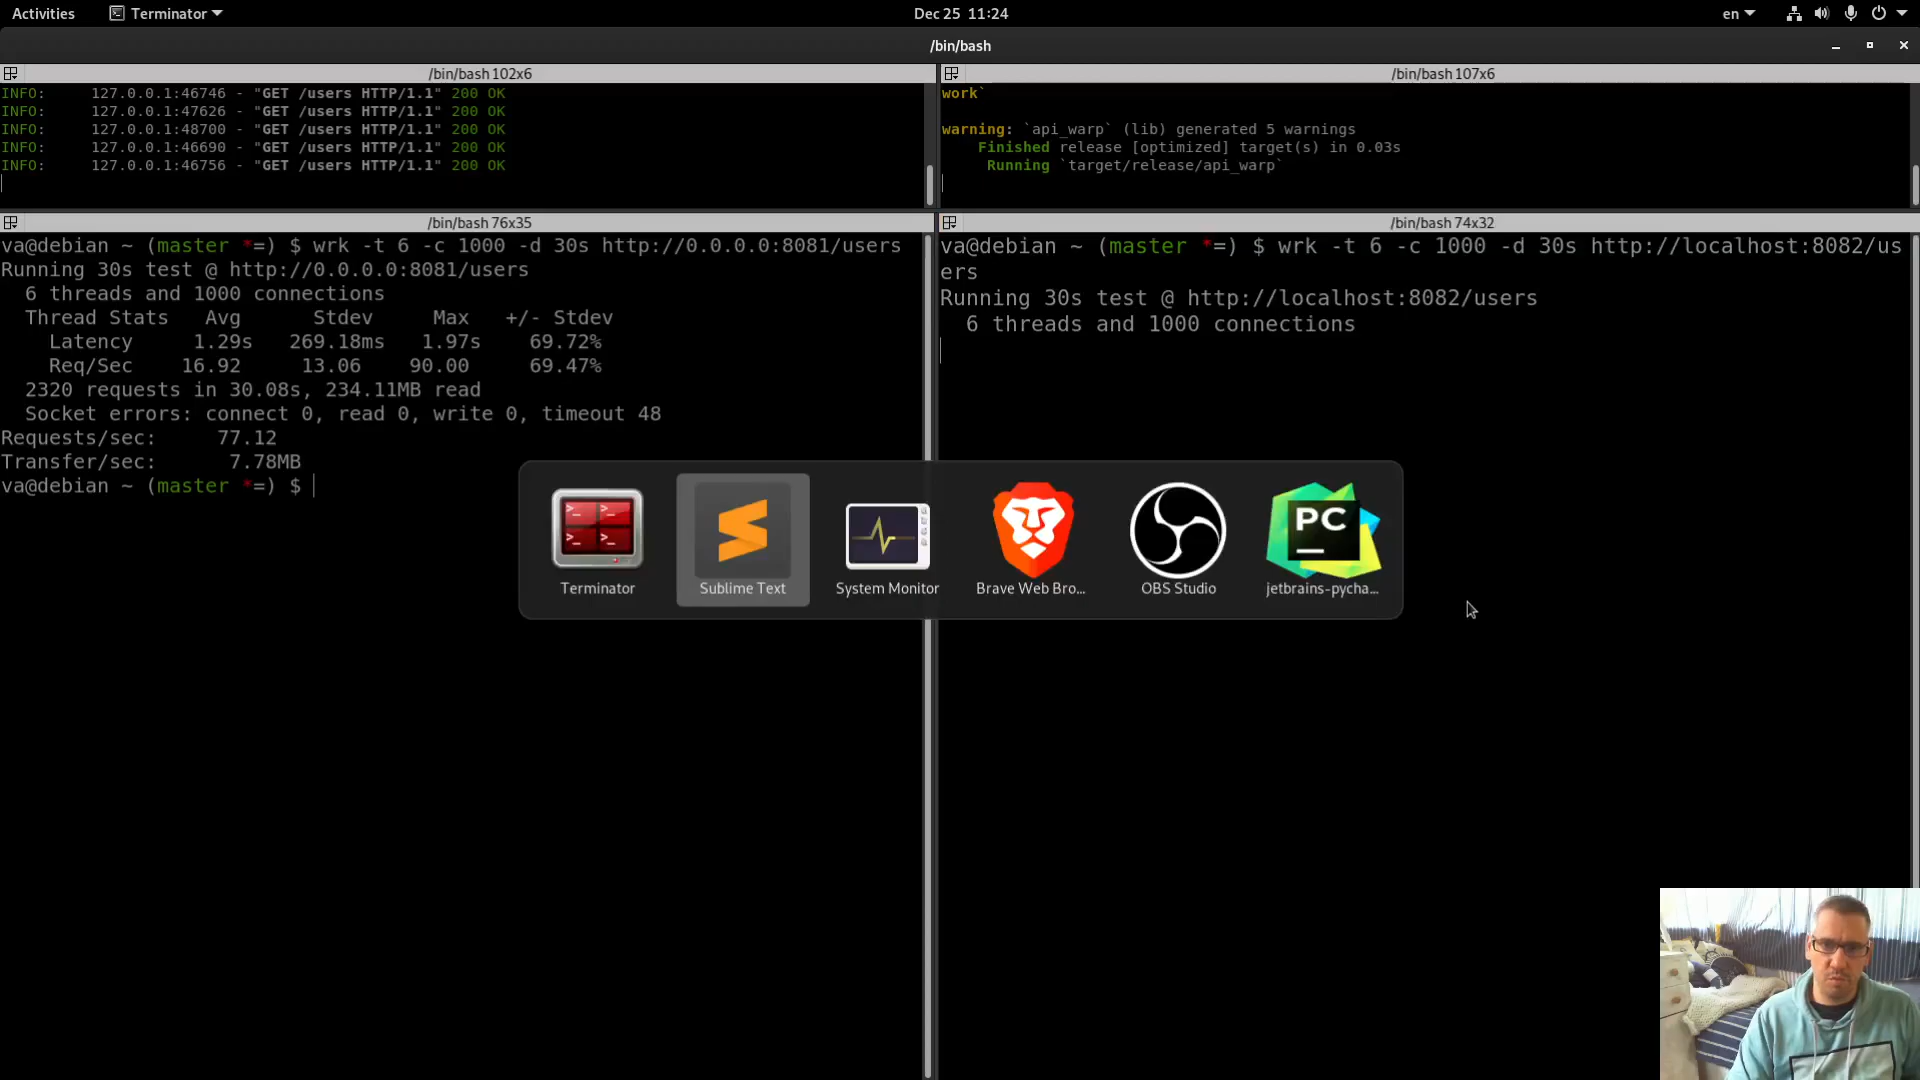 Activities Terminator Dec 25 11:24 en
/bin/bash
/bin/bash 102x6
INFO: 127.0.0.1:46746 - "GET /users HTTP/1.1" 200 OK
INFO: 127.0.0.1:47626 - "GET /users HTTP/1.1" 200 OK
INFO: 127.0.0.1:48700 - "GET /users HTTP/1.1" 200 OK
INFO: 127.0.0.1:46690 - "GET /users HTTP/1.1" 200 OK
INFO: 127.0.0.1:46756 - "GET /users HTTP/1.1" 200 OK
/bin/bash 107x6
work`
warning: `api_warp` (lib) generated 5 warnings
Finished release [optimized] target(s) in 0.03s
Running `target/release/api_warp`
/bin/bash 76x35
va@debian ~ (master *=) $ wrk -t 6 -c 1000 -d 30s http://0.0.0.0:8081/users
Running 30s test @ http://0.0.0.0:8081/users
6 threads and 1000 connections
Thread Stats Avg Stdev Max +/- Stdev
Latency 1.29s 269.18ms 1.97s 69.72%
Req/Sec 16.92 13.06 90.00 69.47%
2320 requests in 30.08s, 234.11MB read
Socket errors: connect 0, read 0, write 0, timeout 48
Requests/sec: 77.12
Transfer/sec: 7.78MB
va@debian ~ (master *=) $
/bin/bash 74x32
va@debian ~ (master *=) $ wrk -t 6 -c 1000 -d 30s http://localhost:8082/us
ers
Running 30s test @ http://localhost:8082/users
6 threads and 1000 connections
PC
Terminator Sublime Text System Monitor Brave Web Bro... OBS Studio jetbrains-pycha...